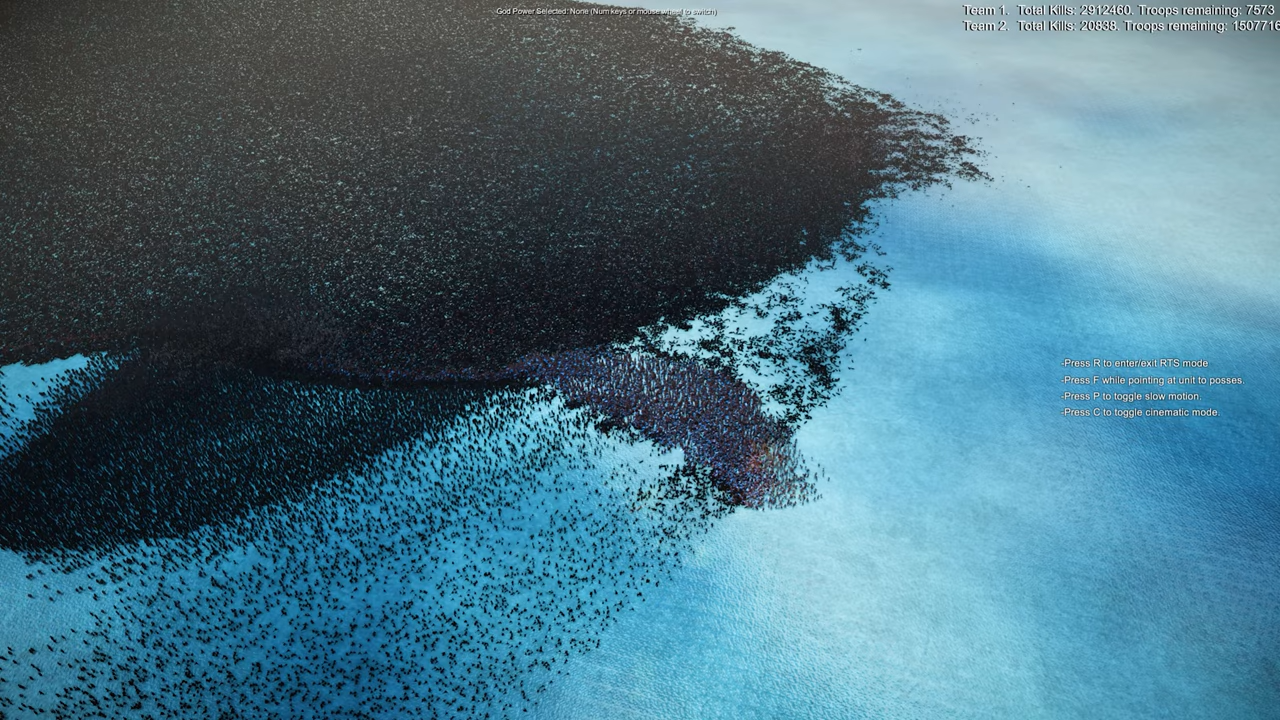 God Power Selected: None (Num keys or mouse wheel to switch)
Team 1. Total Kills: 2912460. Troops remaining: 7573
Team 2. Total Kills: 20838. Troops remaining: 1507716
-Press R to enter/exit RTS mode
-Press F while pointing at unit to posses.
-Press P to toggle slow motion.
-Press C to toggle cinematic mode.